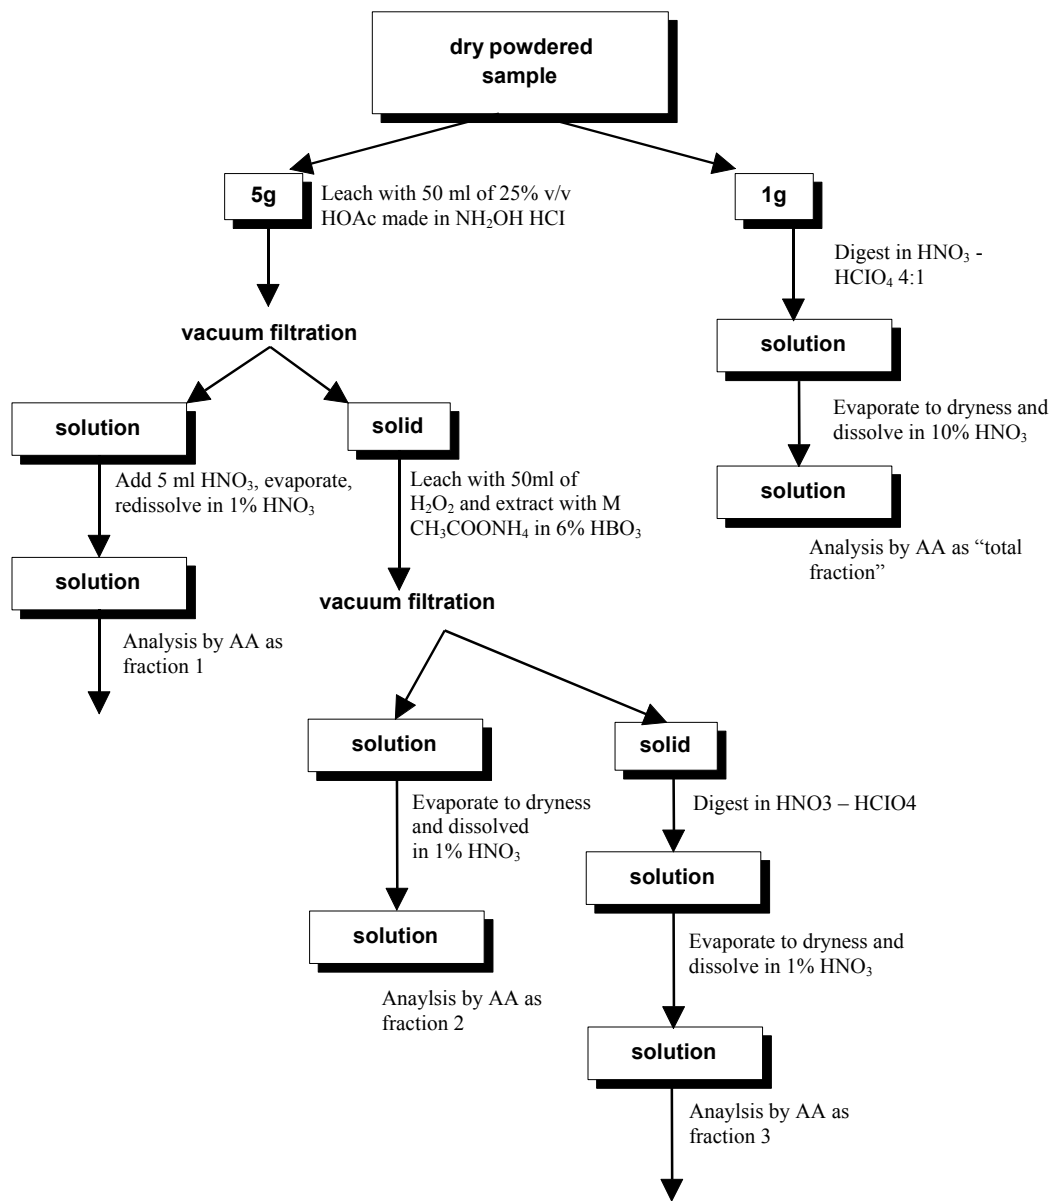 dry powdered
sample
5g
Leach with 50 ml of 25% v/v
HOAc made in NH₂OH HCI
1g
Digest in HNO₃ -
HCIO₄ 4:1
vacuum filtration
solution
Evaporate to dryness and
dissolve in 10% HNO₃
solution
solid
Add 5 ml HNO₃, evaporate,
redissolve in 1% HNO₃
Leach with 50ml of
H₂O₂ and extract with M
CH₃COONH₄ in 6% HBO₃
solution
Analysis by AA as “total
fraction”
solution
vacuum filtration
Analysis by AA as
fraction 1
solution
solid
Evaporate to dryness
and dissolved
in 1% HNO₃
Digest in HNO3 – HCIO4
solution
solution
Evaporate to dryness and
dissolve in 1% HNO₃
Anaylsis by AA as
fraction 2
solution
Anaylsis by AA as
fraction 3